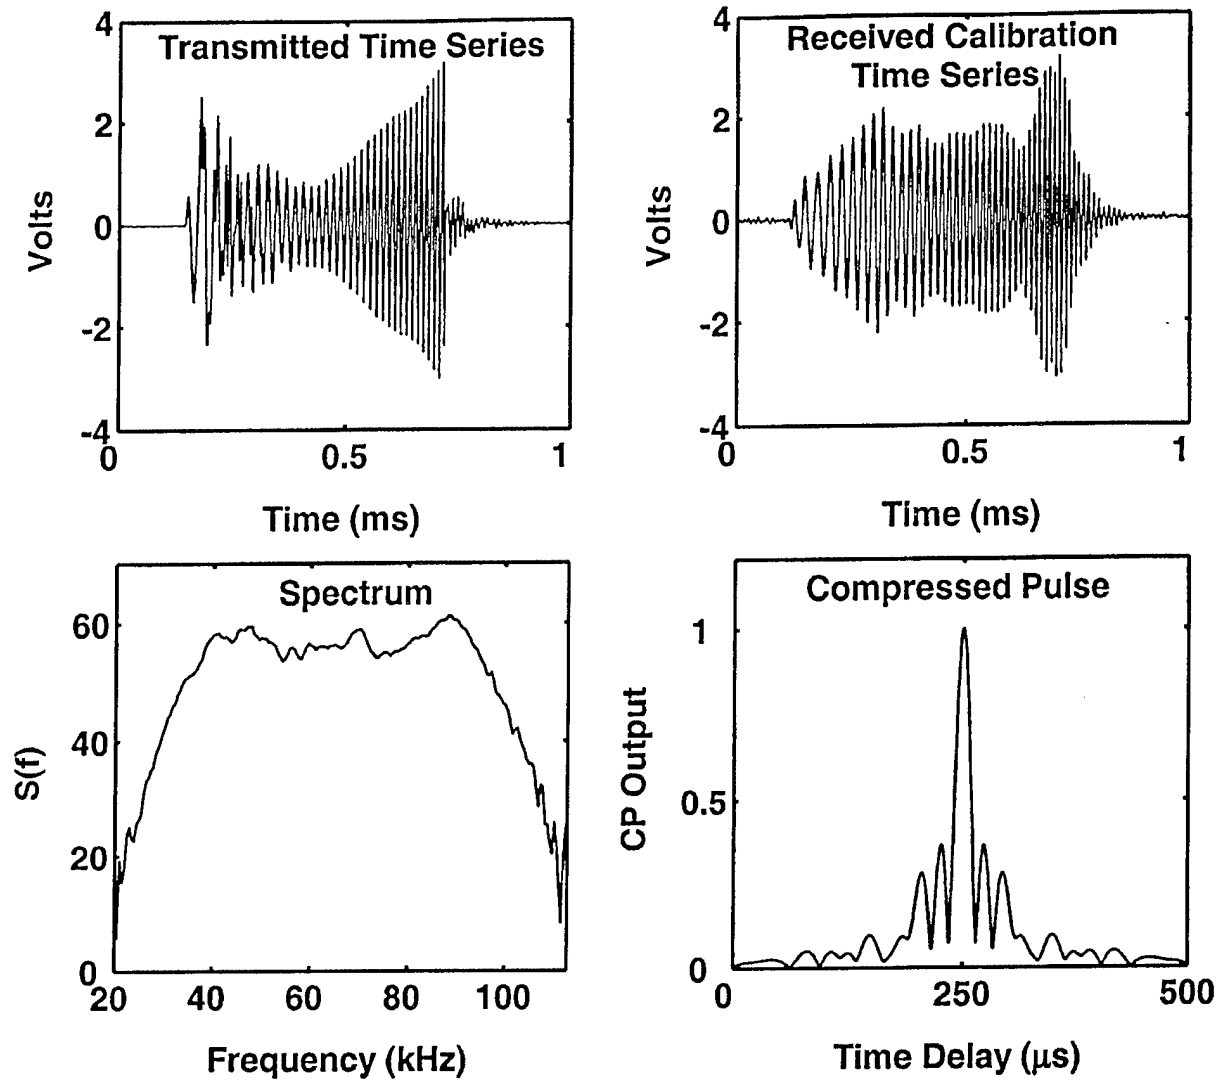 4
Transmitted Time Series
2
0
-2
-4
Volts
0
0.5
1
Time (ms)
4
Received Calibration
Time Series
2
0
-2
-4
Volts
0
0.5
1
Time (ms)
Spectrum
60
40
20
0
S(f)
20
40
60
80
100
Frequency (kHz)
Compressed Pulse
1
0.5
0
CP Output
0
250
500
Time Delay (μs)